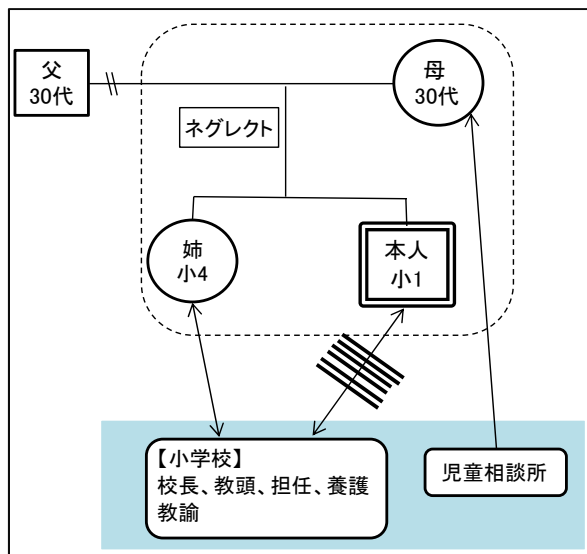 父
30代
母
30代
ネグレクト
姉
小4
本人
小1
【小学校】
校長、教頭、担任、養護
教諭
児童相談所